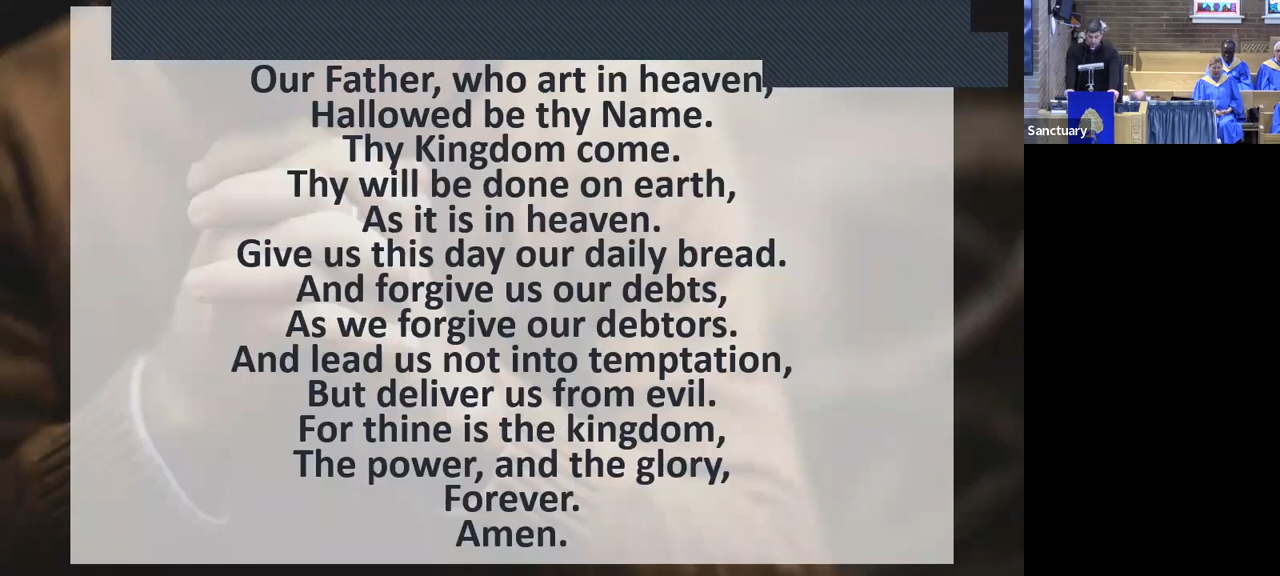 Our Father, who art in heaven,
Hallowed be thy Name.
Thy Kingdom come.
Thy will be done on earth,
As it is in heaven.
Give us this day our daily bread.
And forgive us our debts,
As we forgive our debtors.
And lead us not into temptation,
But deliver us from evil.
For thine is the kingdom,
The power, and the glory,
Forever.
Amen.
Sanctuary